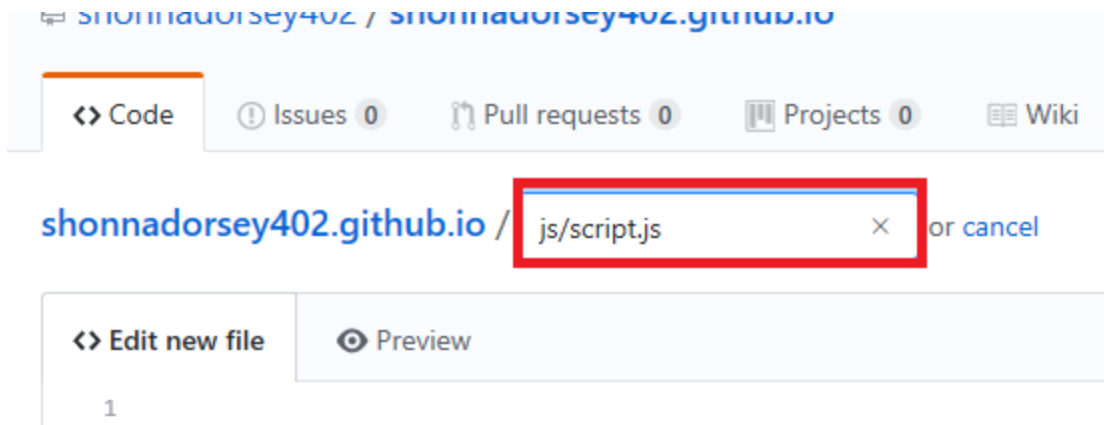 shonnadorsey402 / shonnadorsey402.github.io
<> Code Issues 0 Pull requests 0 Projects 0 Wiki
shonnadorsey402.github.io / js/script.js × or cancel
<> Edit new file Preview
1